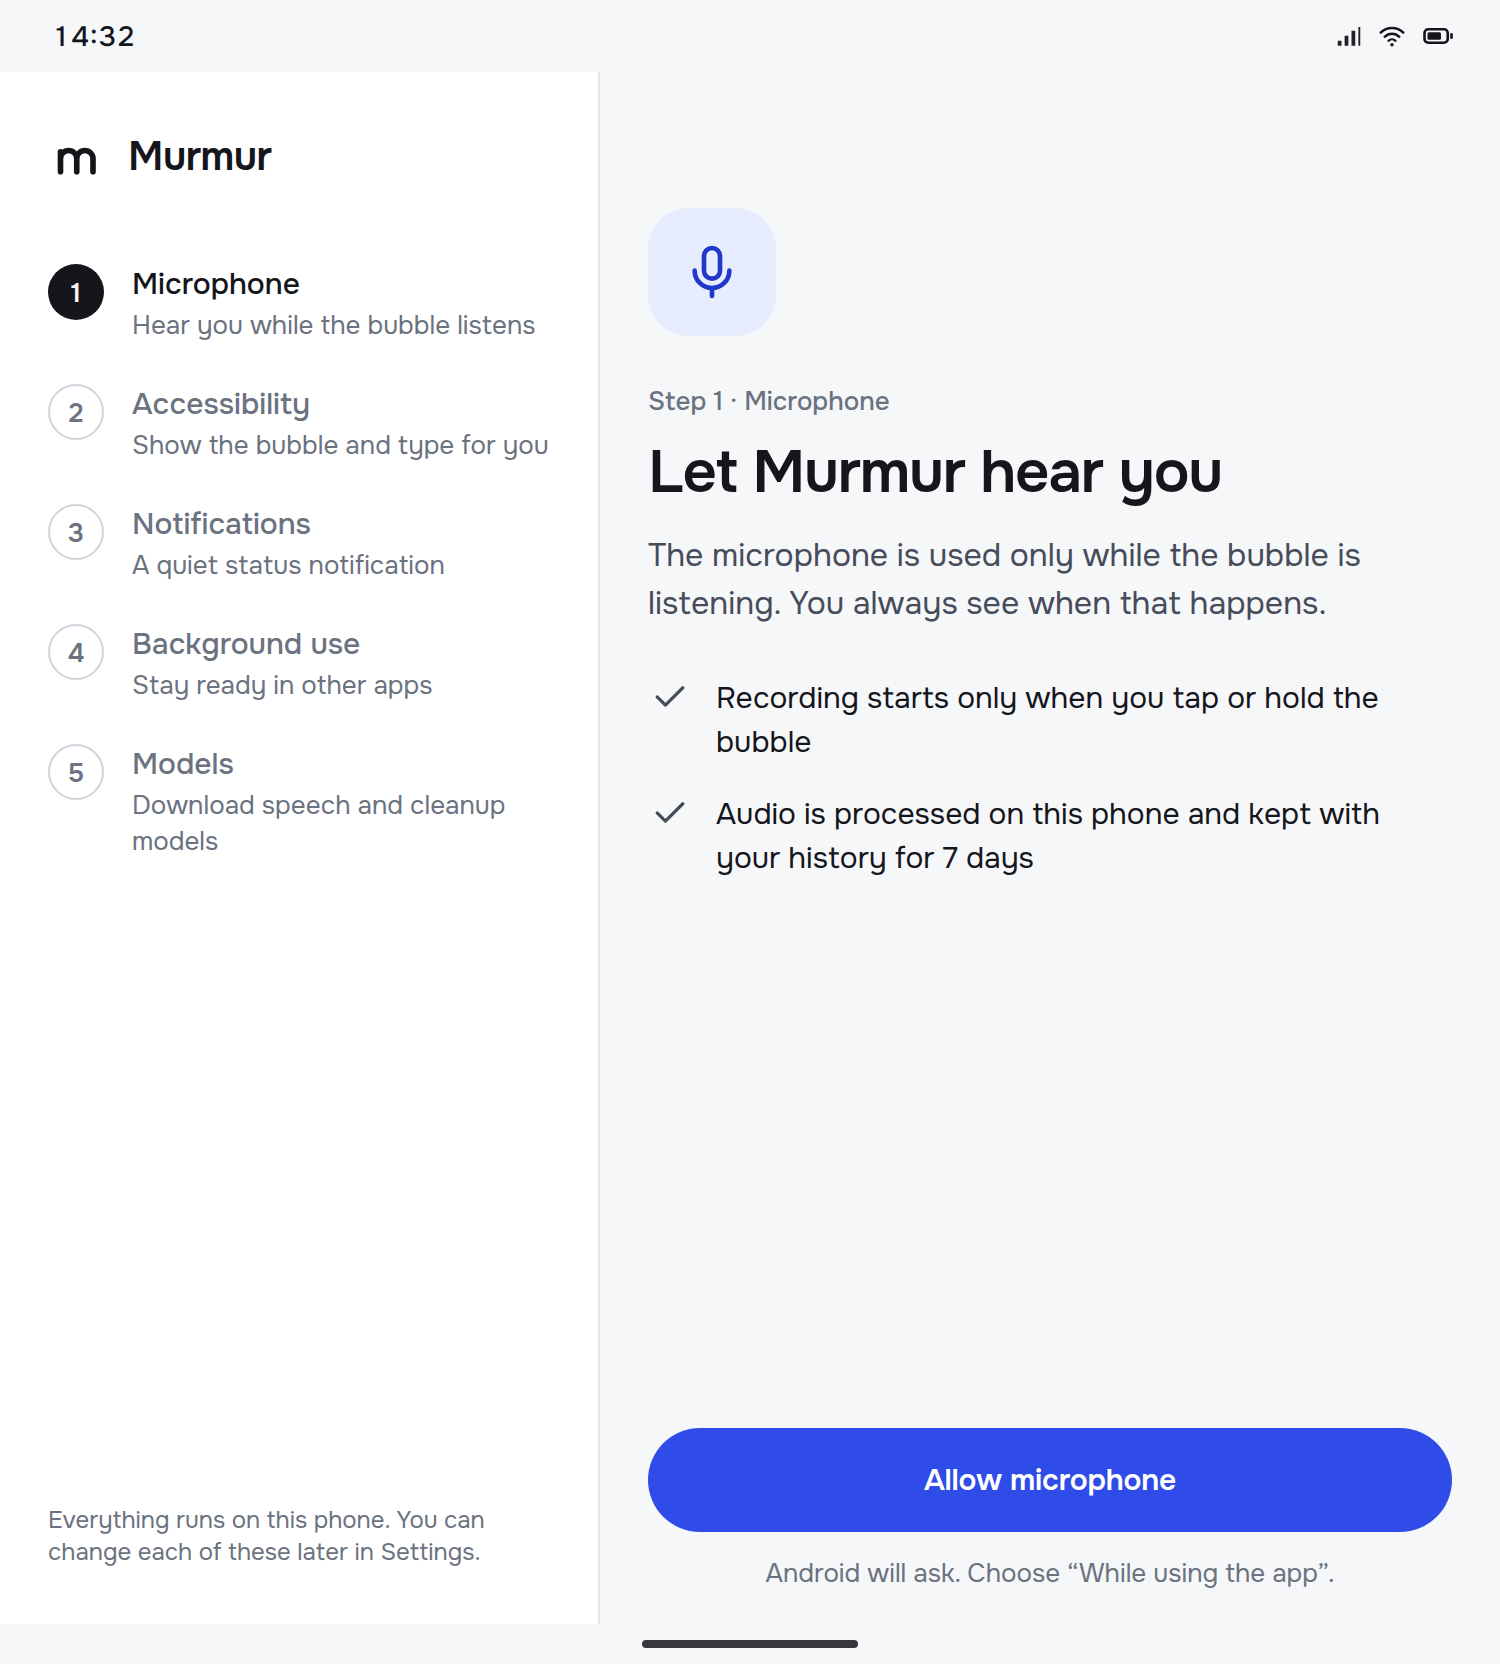 14:32
m Murmur
1 Microphone
Hear you while the bubble listens
2 Accessibility
Show the bubble and type for you
3 Notifications
A quiet status notification
4 Background use
Stay ready in other apps
5 Models
Download speech and cleanup
models
Everything runs on this phone. You can
change each of these later in Settings.
Step 1 · Microphone
Let Murmur hear you
The microphone is used only while the bubble is
listening. You always see when that happens.
Recording starts only when you tap or hold the
bubble
Audio is processed on this phone and kept with
your history for 7 days
Allow microphone
Android will ask. Choose “While using the app”.